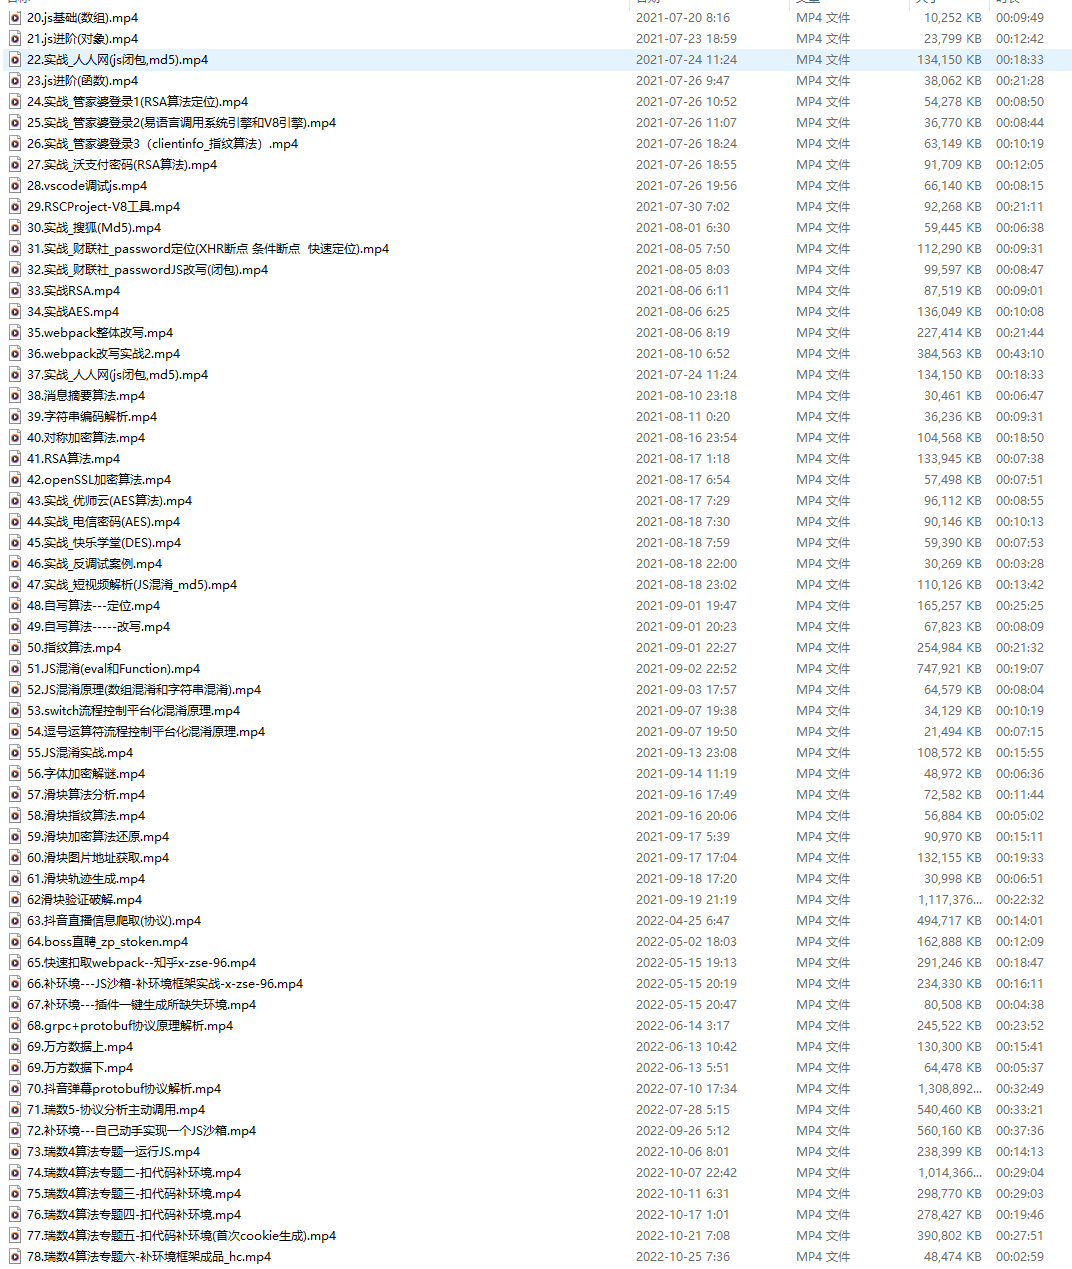 20.js基础(数组).mp4 2021-07-20 8:16 MP4 文件 10,252 KB 00:09:49
21.js进阶(对象).mp4 2021-07-23 18:59 MP4 文件 23,799 KB 00:12:42
22.实战_人人网(js闭包,md5).mp4 2021-07-24 11:24 MP4 文件 134,150 KB 00:18:33
23.js进阶(函数).mp4 2021-07-26 9:47 MP4 文件 38,062 KB 00:21:28
24.实战_管家婆登录1(RSA算法定位).mp4 2021-07-26 10:52 MP4 文件 54,278 KB 00:08:50
25.实战_管家婆登录2(易语言调用系统引擎和V8引擎).mp4 2021-07-26 11:07 MP4 文件 36,770 KB 00:08:44
26.实战_管家婆登录3（clientinfo_指纹算法）.mp4 2021-07-26 18:24 MP4 文件 63,149 KB 00:10:19
27.实战_沃支付密码(RSA算法).mp4 2021-07-26 18:55 MP4 文件 91,709 KB 00:12:05
28.vscode调试js.mp4 2021-07-26 19:56 MP4 文件 66,140 KB 00:08:15
29.RSCProject-V8工具.mp4 2021-07-30 7:02 MP4 文件 92,268 KB 00:21:11
30.实战_搜狐(Md5).mp4 2021-08-01 6:30 MP4 文件 59,445 KB 00:06:38
31.实战_财联社_password定位(XHR断点 条件断点  快速定位).mp4 2021-08-05 7:50 MP4 文件 112,290 KB 00:09:31
32.实战_财联社_passwordJS改写(闭包).mp4 2021-08-05 8:03 MP4 文件 99,597 KB 00:08:47
33.实战RSA.mp4 2021-08-06 6:11 MP4 文件 87,519 KB 00:09:01
34.实战AES.mp4 2021-08-06 6:25 MP4 文件 136,049 KB 00:10:08
35.webpack整体改写.mp4 2021-08-06 8:19 MP4 文件 227,414 KB 00:21:44
36.webpack改写实战2.mp4 2021-08-10 6:52 MP4 文件 384,563 KB 00:43:10
37.实战_人人网(js闭包,md5).mp4 2021-07-24 11:24 MP4 文件 134,150 KB 00:18:33
38.消息摘要算法.mp4 2021-08-10 23:18 MP4 文件 30,461 KB 00:06:47
39.字符串编码解析.mp4 2021-08-11 0:20 MP4 文件 36,236 KB 00:09:31
40.对称加密算法.mp4 2021-08-16 23:54 MP4 文件 104,568 KB 00:18:50
41.RSA算法.mp4 2021-08-17 1:18 MP4 文件 133,945 KB 00:07:38
42.openSSL加密算法.mp4 2021-08-17 6:54 MP4 文件 57,498 KB 00:07:51
43.实战_优师云(AES算法).mp4 2021-08-17 7:29 MP4 文件 96,112 KB 00:08:55
44.实战_电信密码(AES).mp4 2021-08-18 7:30 MP4 文件 90,146 KB 00:10:13
45.实战_快乐学堂(DES).mp4 2021-08-18 7:59 MP4 文件 59,390 KB 00:07:53
46.实战_反调试案例.mp4 2021-08-18 22:00 MP4 文件 30,269 KB 00:03:28
47.实战_短视频解析(JS混淆_md5).mp4 2021-08-18 23:02 MP4 文件 110,126 KB 00:13:42
48.自写算法---定位.mp4 2021-09-01 19:47 MP4 文件 165,257 KB 00:25:25
49.自写算法-----改写.mp4 2021-09-01 20:23 MP4 文件 67,823 KB 00:08:09
50.指纹算法.mp4 2021-09-01 22:27 MP4 文件 254,984 KB 00:21:32
51.JS混淆(eval和Function).mp4 2021-09-02 22:52 MP4 文件 747,921 KB 00:19:07
52.JS混淆原理(数组混淆和字符串混淆).mp4 2021-09-03 17:57 MP4 文件 64,579 KB 00:08:04
53.switch流程控制平台化混淆原理.mp4 2021-09-07 19:38 MP4 文件 34,129 KB 00:10:19
54.逗号运算符流程控制平台化混淆原理.mp4 2021-09-07 19:50 MP4 文件 21,494 KB 00:07:15
55.JS混淆实战.mp4 2021-09-13 23:08 MP4 文件 108,572 KB 00:15:55
56.字体加密解谜.mp4 2021-09-14 11:19 MP4 文件 48,972 KB 00:06:36
57.滑块算法分析.mp4 2021-09-16 17:49 MP4 文件 72,582 KB 00:11:44
58.滑块指纹算法.mp4 2021-09-16 20:06 MP4 文件 56,884 KB 00:05:02
59.滑块加密算法还原.mp4 2021-09-17 5:39 MP4 文件 90,970 KB 00:15:11
60.滑块图片地址获取.mp4 2021-09-17 17:04 MP4 文件 132,155 KB 00:19:33
61.滑块轨迹生成.mp4 2021-09-18 17:20 MP4 文件 30,998 KB 00:06:51
62滑块验证破解.mp4 2021-09-19 21:19 MP4 文件 1,117,376... 00:22:32
63.抖音直播信息爬取(协议).mp4 2022-04-25 6:47 MP4 文件 494,717 KB 00:14:01
64.boss直聘_zp_stoken.mp4 2022-05-02 18:03 MP4 文件 162,888 KB 00:12:09
65.快速扣取webpack--知乎x-zse-96.mp4 2022-05-15 19:13 MP4 文件 291,246 KB 00:18:47
66.补环境---JS沙箱-补环境框架实战-x-zse-96.mp4 2022-05-15 20:19 MP4 文件 234,330 KB 00:16:11
67.补环境---插件一键生成所缺失环境.mp4 2022-05-15 20:47 MP4 文件 80,508 KB 00:04:38
68.grpc+protobuf协议原理解析.mp4 2022-06-14 3:17 MP4 文件 245,522 KB 00:23:52
69.万方数据上.mp4 2022-06-13 10:42 MP4 文件 130,300 KB 00:15:41
69.万方数据下.mp4 2022-06-13 5:51 MP4 文件 64,478 KB 00:05:37
70.抖音弹幕protobuf协议解析.mp4 2022-07-10 17:34 MP4 文件 1,308,892... 00:32:49
71.瑞数5-协议分析主动调用.mp4 2022-07-28 5:15 MP4 文件 540,460 KB 00:33:21
72.补环境---自己动手实现一个JS沙箱.mp4 2022-09-26 5:12 MP4 文件 560,160 KB 00:37:36
73.瑞数4算法专题一运行JS.mp4 2022-10-06 8:01 MP4 文件 238,399 KB 00:14:13
74.瑞数4算法专题二-扣代码补环境.mp4 2022-10-07 22:42 MP4 文件 1,014,366... 00:29:04
75.瑞数4算法专题三-扣代码补环境.mp4 2022-10-11 6:31 MP4 文件 298,770 KB 00:29:03
76.瑞数4算法专题四-扣代码补环境.mp4 2022-10-17 1:01 MP4 文件 278,427 KB 00:19:46
77.瑞数4算法专题五-扣代码补环境(首次cookie生成).mp4 2022-10-21 7:08 MP4 文件 390,802 KB 00:27:51
78.瑞数4算法专题六-补环境框架成品_hc.mp4 2022-10-25 7:36 MP4 文件 48,474 KB 00:02:59